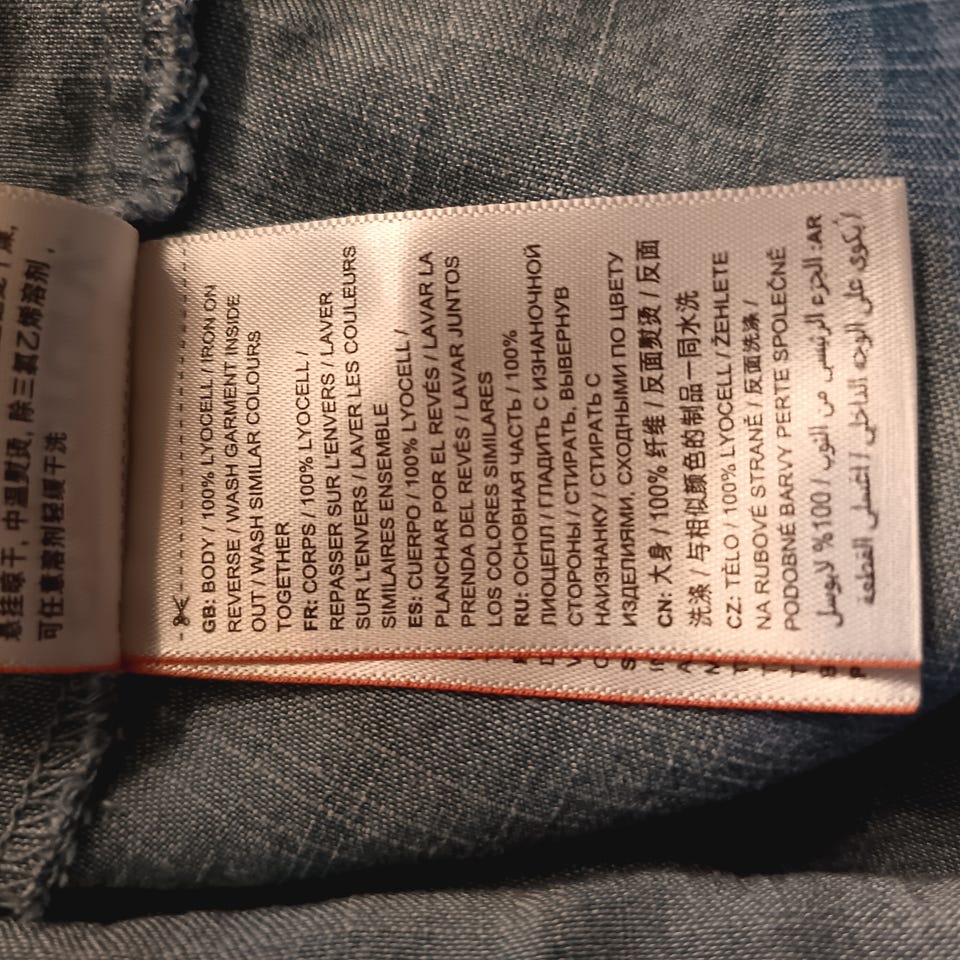 悬挂晾干, 中温熨烫, 除三氯乙烯溶剂,
可任意溶剂轻缓干洗
GB: BODY / 100% LYOCELL / IRON ON
REVERSE / WASH GARMENT INSIDE
OUT / WASH SIMILAR COLOURS
TOGETHER
FR: CORPS / 100% LYOCELL /
REPASSER SUR L'ENVERS / LAVER
SUR L'ENVERS / LAVER LES COULEURS
SIMILAIRES ENSEMBLE
ES: CUERPO / 100% LYOCELL /
PLANCHAR POR EL REVÉS / LAVAR LA
PRENDA DEL REVÉS / LAVAR JUNTOS
LOS COLORES SIMILARES
RU: ОСНОВНАЯ ЧАСТЬ / 100%
ЛИОЦЕЛЛ / ГЛАДИТЬ С ИЗНАНОЧНОЙ
СТОРОНЫ / СТИРАТЬ, ВЫВЕРНУВ
НАИЗНАНКУ / СТИРАТЬ С
ИЗДЕЛИЯМИ, СХОДНЫМИ ПО ЦВЕТУ
CN: 大身 / 100% 纤维 / 反面熨烫 / 反面
洗涤 / 与相似颜色的制品一同水洗
CZ: TĚLO / 100% LYOCELL / ŽEHLETE
NA RUBOVÉ STRANĚ / 反面洗涤 /
PODOBNÉ BARVY PERTE SPOLEČNĚ
AR: الجزء الرئيسي من الثوب / 100% لايوسل
/ يُكوى على الوجه الداخلي / اغسلي القطعة